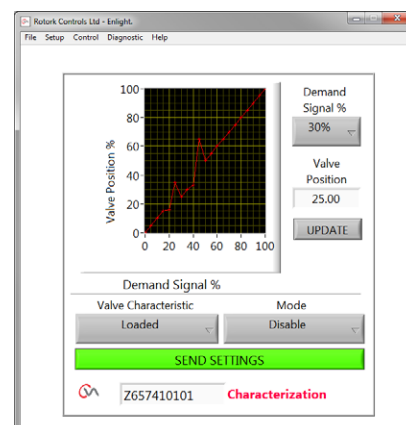 Rotork Controls Ltd - Enlight.
File Setup Control Diagnostic Help
100
80
60
40
20
0
Valve Position %
0 20 40 60 80 100
Demand Signal %
Demand
Signal %
30%
Valve
Position
25.00
UPDATE
Valve Characteristic
Loaded
Mode
Disable
SEND SETTINGS
Z657410101
Characterization